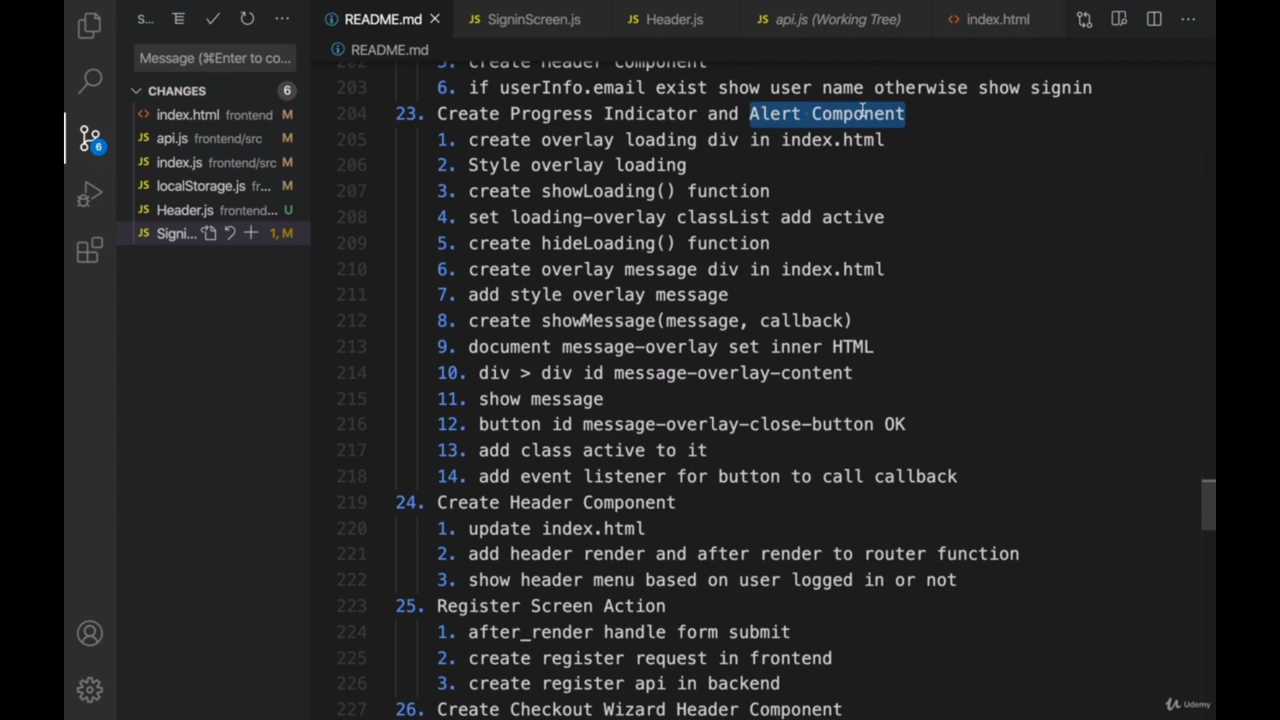 S...
README.md
SigninScreen.js
Header.js
api.js (Working Tree)
index.html
Message (⌘Enter to co...
README.md
CHANGES
6
index.html frontend M
api.js frontend/src M
index.js frontend/src M
localStorage.js fr... M
Header.js frontend... U
Signi... 1, M
6
202 5. Create Header Component
203 6. if userInfo.email exist show user name otherwise show signin
204 23. Create Progress Indicator and Alert Component
205 1. create overlay loading div in index.html
206 2. Style overlay loading
207 3. create showLoading() function
208 4. set loading-overlay classList add active
209 5. create hideLoading() function
210 6. create overlay message div in index.html
211 7. add style overlay message
212 8. create showMessage(message, callback)
213 9. document message-overlay set inner HTML
214 10. div > div id message-overlay-content
215 11. show message
216 12. button id message-overlay-close-button OK
217 13. add class active to it
218 14. add event listener for button to call callback
219 24. Create Header Component
220 1. update index.html
221 2. add header render and after render to router function
222 3. show header menu based on user logged in or not
223 25. Register Screen Action
224 1. after_render handle form submit
225 2. create register request in frontend
226 3. create register api in backend
227 26. Create Checkout Wizard Header Component
Udemy